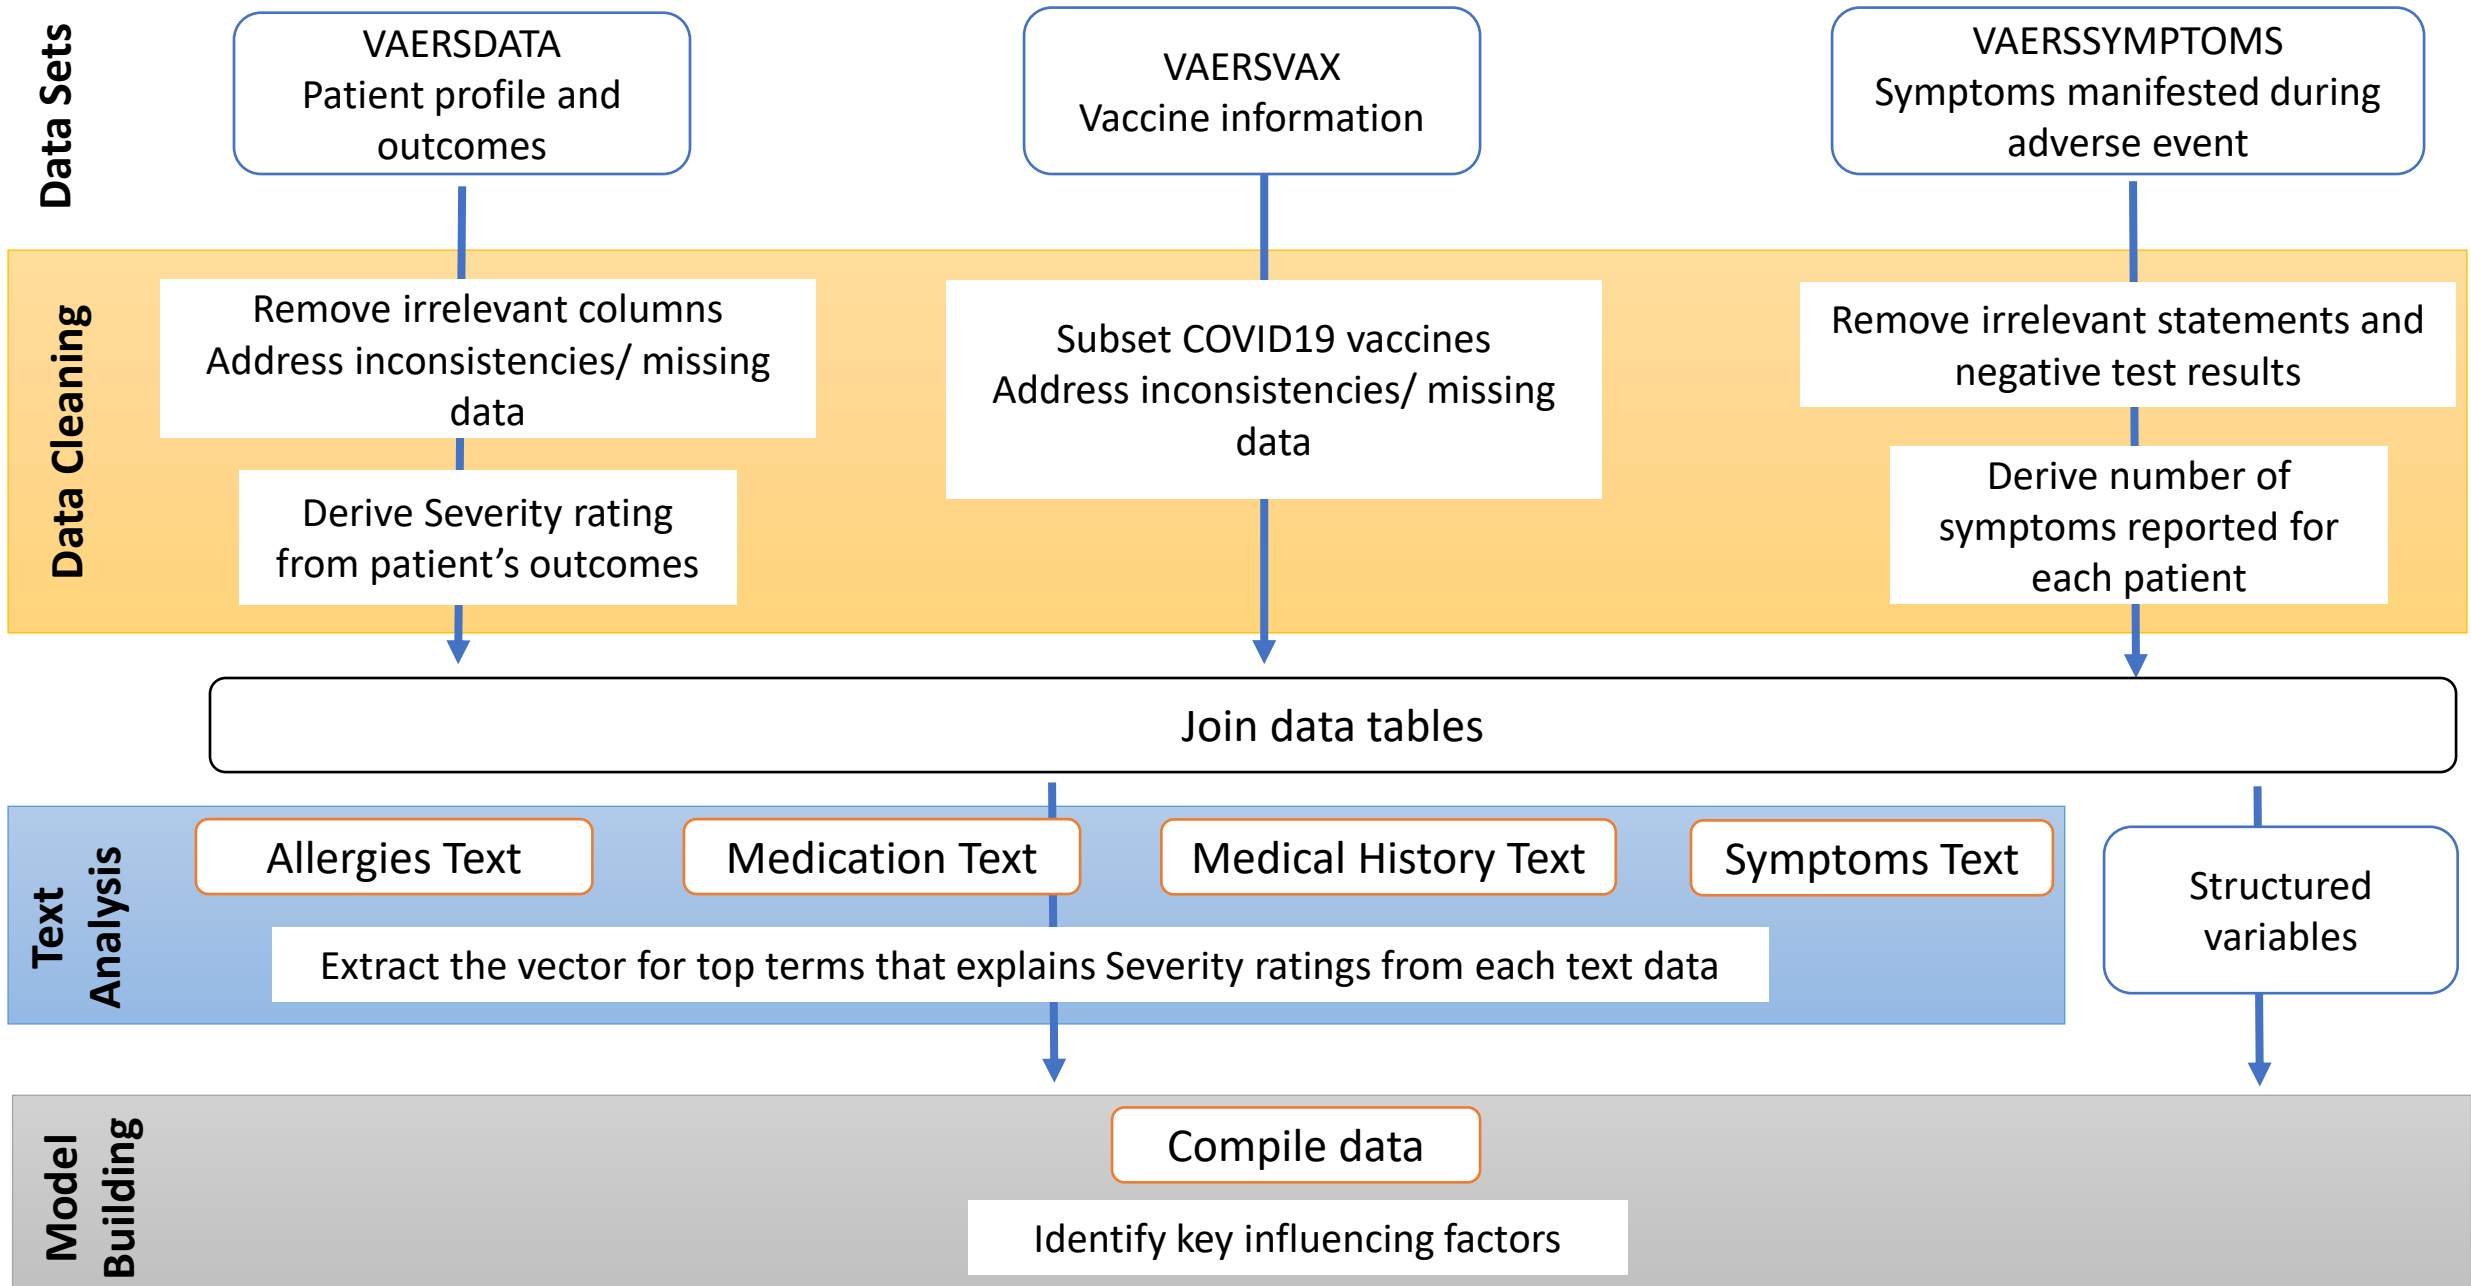 Data Sets
VAERSDATA
Patient profile and
outcomes
VAERSVAX
Vaccine information
VAERSSYMPTOMS
Symptoms manifested during
adverse event
Data Cleaning
Remove irrelevant columns
Address inconsistencies/ missing
data
Derive Severity rating
from patient’s outcomes
Subset COVID19 vaccines
Address inconsistencies/ missing
data
Remove irrelevant statements and
negative test results
Derive number of
symptoms reported for
each patient
Join data tables
Text
Analysis
Allergies Text
Medication Text
Medical History Text
Symptoms Text
Extract the vector for top terms that explains Severity ratings from each text data
Structured
variables
Model
Building
Compile data
Identify key influencing factors